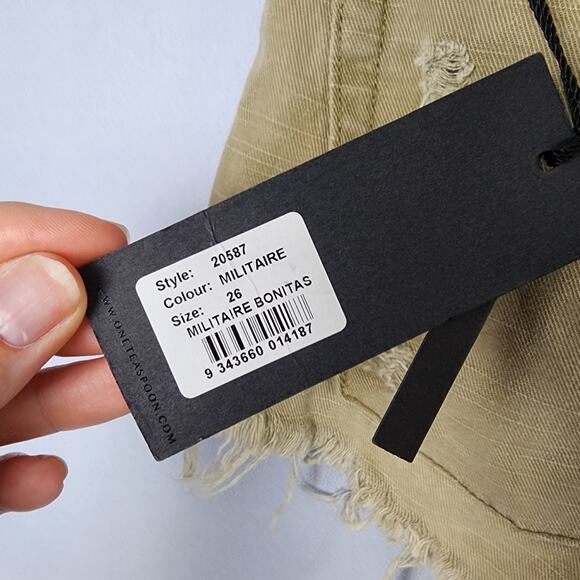 Style: 20587
Colour: MILITAIRE
Size: 26
MILITAIRE BONITAS
9 343660 014187
WWW.ONETEASPOON.COM